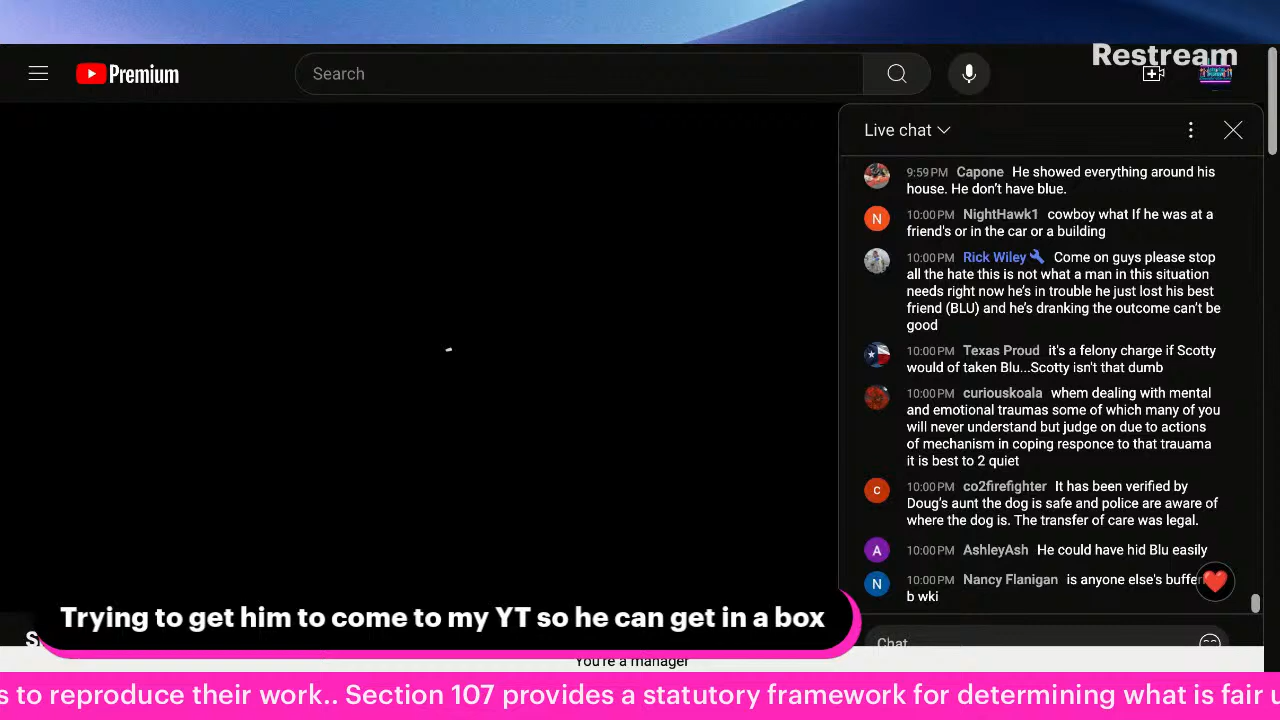 Restream
Premium
Search
Live chat
9:59 PM Capone He showed everything around his
house. He don't have blue.
N
10:00 PM NightHawk1 cowboy what If he was at a
friend's or in the car or a building
10:00 PM Rick Wiley Come on guys please stop
all the hate this is not what a man in this situation
needs right now he's in trouble he just lost his best
friend (BLU) and he's dranking the outcome can't be
good
10:00 PM Texas Proud it's a felony charge if Scotty
would of taken Blu...Scotty isn't that dumb
10:00 PM curiouskoala whem dealing with mental
and emotional traumas some of which many of you
will never understand but judge on due to actions
of mechanism in coping responce to that trauama
it is best to 2 quiet
c
10:00 PM co2firefighter It has been verified by
Doug's aunt the dog is safe and police are aware of
where the dog is. The transfer of care was legal.
A
10:00 PM AshleyAsh He could have hid Blu easily
N
10:00 PM Nancy Flanigan is anyone else's buffe
b wki
Trying to get him to come to my YT so he can get in a box
S
Chat
You're a manager
s to reproduce their work.. Section 107 provides a statutory framework for determining what is fair u